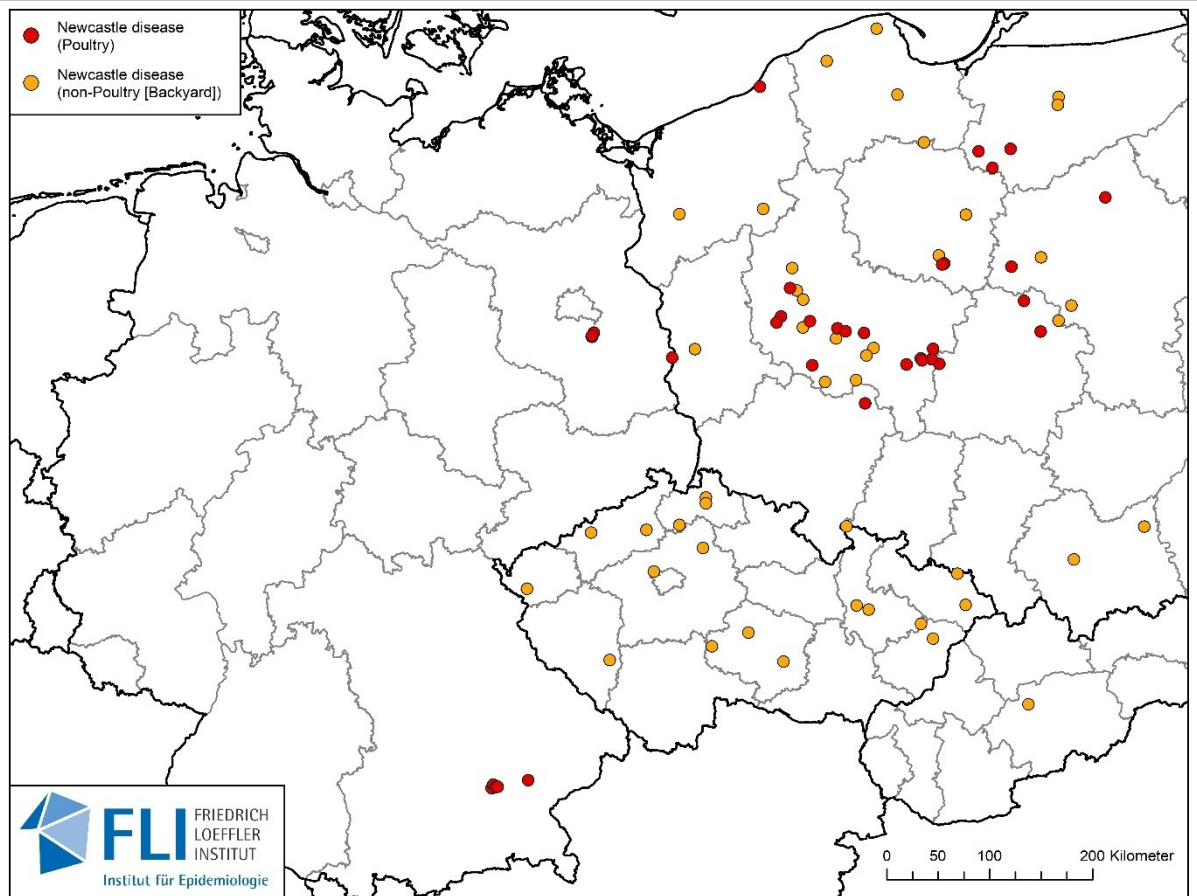 Newcastle disease
(Poultry)
Newcastle disease
(non-Poultry [Backyard])
FLI
FRIEDRICH
LOEFFLER
INSTITUT
Institut für Epidemiologie
0 50 100 200 Kilometer